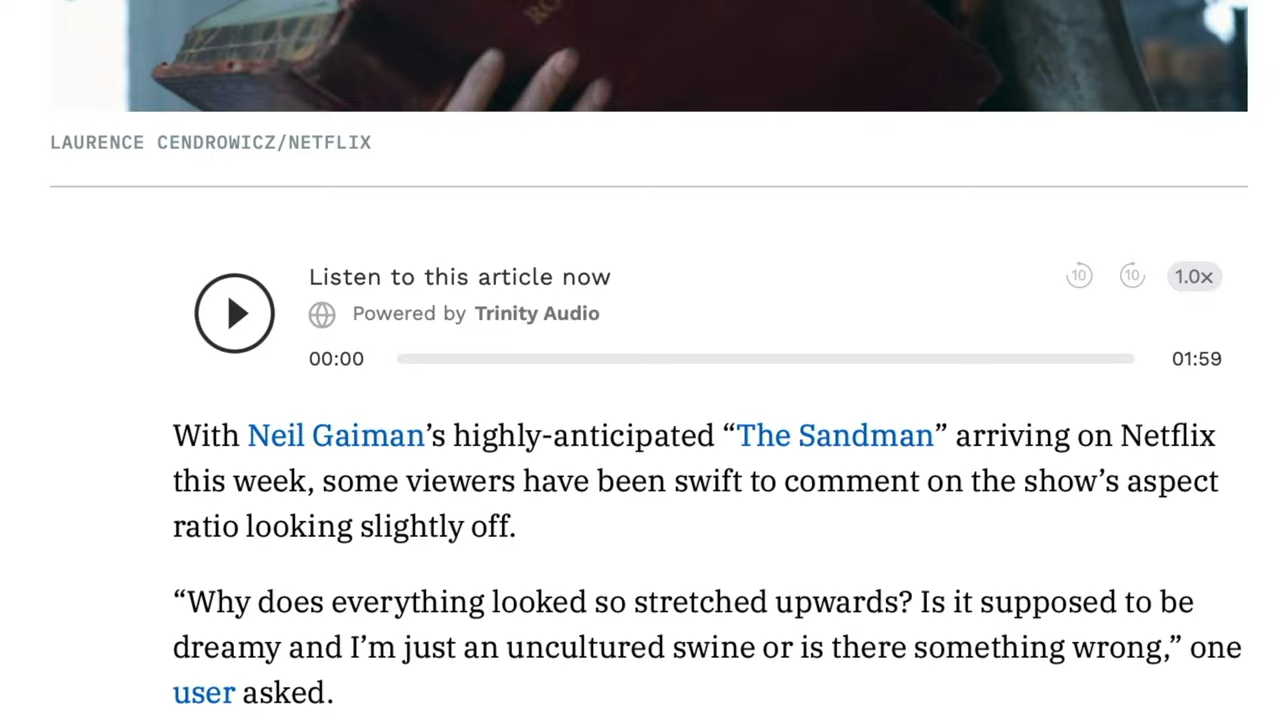 LAURENCE CENDROWICZ/NETFLIX
Listen to this article now
10 10 1.0x
Powered by Trinity Audio
00:00 01:59
With Neil Gaiman’s highly-anticipated “The Sandman” arriving on Netflix
this week, some viewers have been swift to comment on the show’s aspect
ratio looking slightly off.
“Why does everything looked so stretched upwards? Is it supposed to be
dreamy and I’m just an uncultured swine or is there something wrong,” one
user asked.